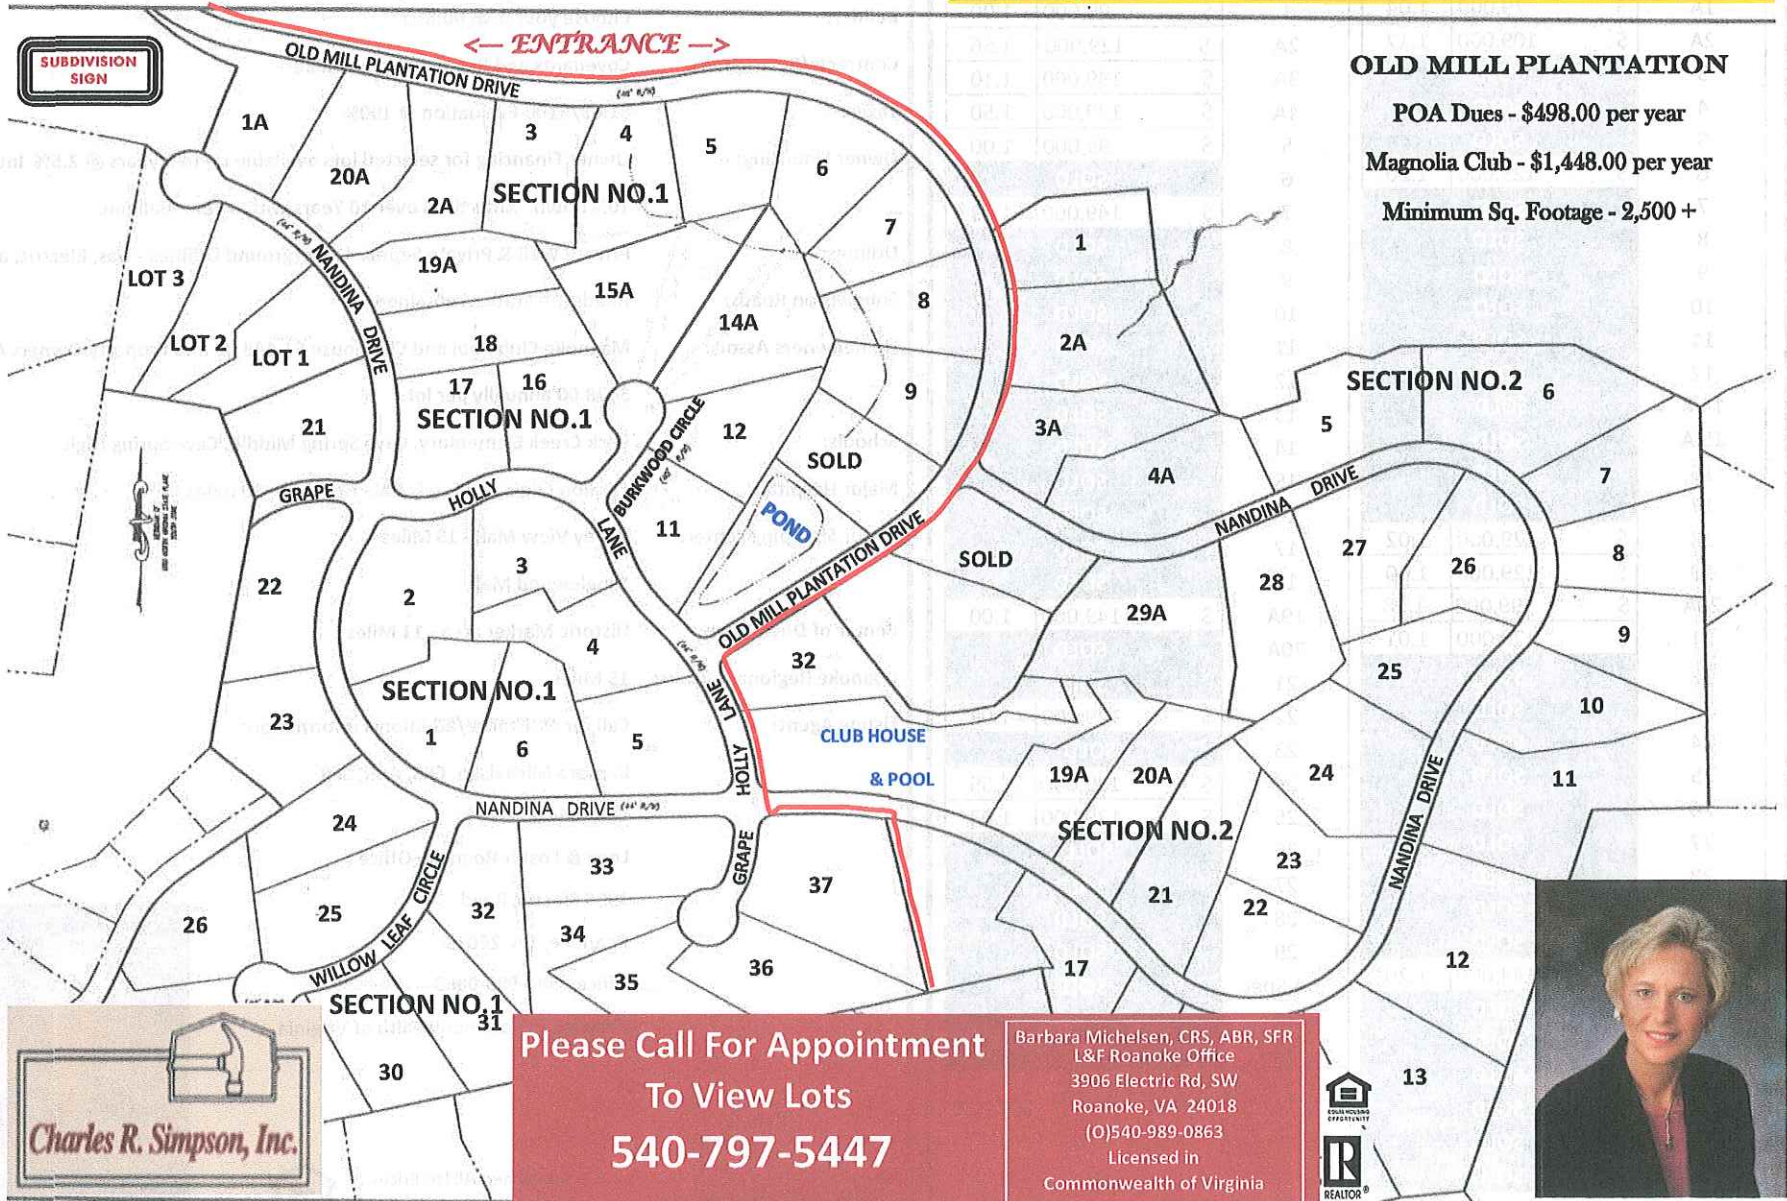 SUBDIVISION
SIGN
<— ENTRANCE —>
OLD MILL PLANTATION DRIVE
OLD MILL PLANTATION
POA Dues - $498.00 per year
Magnolia Club - $1,448.00 per year
Minimum Sq. Footage - 2,500 +
1A
20A
2A
3
4
5
6
7
8
9
SECTION NO.1
NANDINA DRIVE
19A
15A
14A
18
17
16
SECTION NO.1
LOT 3
LOT 2
LOT 1
21
12
BURKWOOD CIRCLE
SOLD
POND
11
GRAPE
HOLLY
LANE
OLD MILL PLANTATION DRIVE
1
2A
3A
4A
SOLD
SECTION NO.2
5
6
7
8
9
10
11
NANDINA DRIVE
27
26
28
29A
25
24
22
2
3
4
SECTION NO.1
1
6
5
23
HOLLY LANE
32
CLUB HOUSE
& POOL
19A
20A
SECTION NO.2
21
22
23
NANDINA DRIVE
12
13
17
NANDINA DRIVE
24
25
26
WILLOW LEAF CIRCLE
32
33
34
35
36
37
GRAPE
SECTION NO.1
31
30
Charles R. Simpson, Inc.
Please Call For Appointment
To View Lots
540-797-5447
Barbara Michelsen, CRS, ABR, SFR
L&F Roanoke Office
3906 Electric Rd, SW
Roanoke, VA 24018
(O)540-989-0863
Licensed in
Commonwealth of Virginia
EQUAL HOUSING
OPPORTUNITY
R
REALTOR®